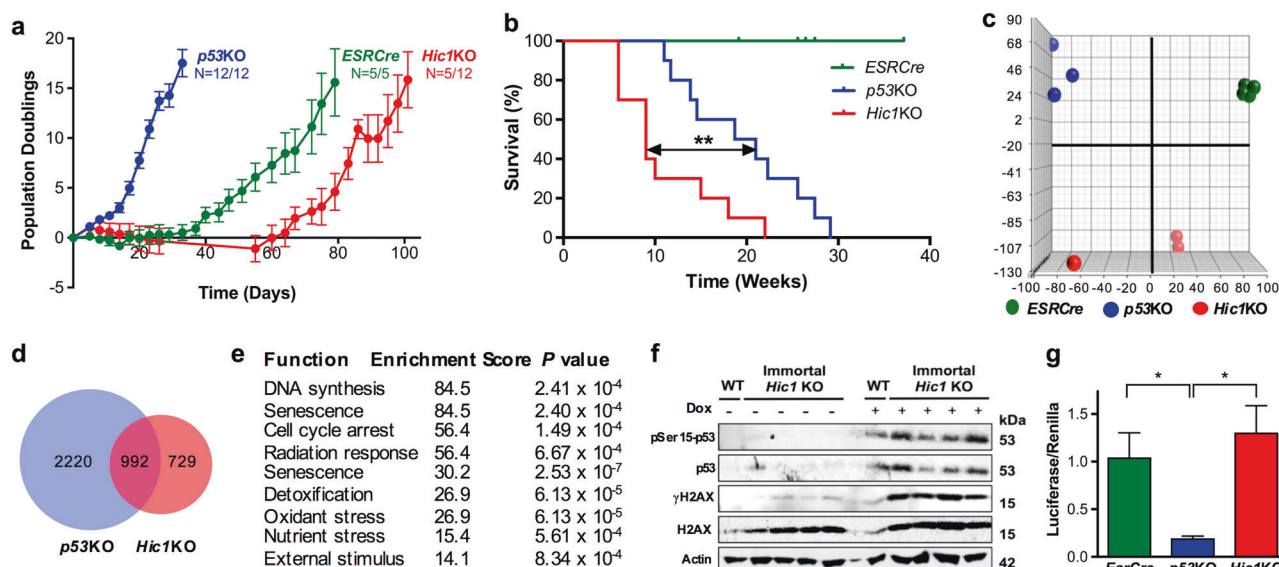 a
20
15
10
5
0
-5
Population Doublings
p53KO
N=12/12
ESRCre
N=5/5
Hic1KO
N=5/12
20 40 60 80 100
Time (Days)
b
100
80
60
40
20
0
Survival (%)
ESRCre
p53KO
Hic1KO
**
0 10 20 30 40
Time (Weeks)
c
90
68
46
24
2
-20
-41
-63
-85
-107
-130
-100 -80 -60 -40 -20 0 20 40 60 80 100
ESRCre p53KO Hic1KO
d
2220 992 729
p53KO Hic1KO
e
Function Enrichment Score P value
DNA synthesis 84.5 2.41 x 10-4
Senescence 84.5 2.40 x 10-4
Cell cycle arrest 56.4 1.49 x 10-4
Radiation response 56.4 6.67 x 10-4
Senescence 30.2 2.53 x 10-7
Detoxification 26.9 6.13 x 10-5
Oxidant stress 26.9 6.13 x 10-5
Nutrient stress 15.4 5.61 x 10-4
External stimulus 14.1 8.34 x 10-4
f
Immortal Immortal
WT Hic1 KO WT Hic1 KO
Dox - - - - - + + + + + kDa
pSer15-p53 53
p53 53
γH2AX 15
H2AX 15
Actin 42
g
* *
1.5
1.0
0.5
0.0
Luciferase/Renilla
EsrCre p53KO Hic1KO